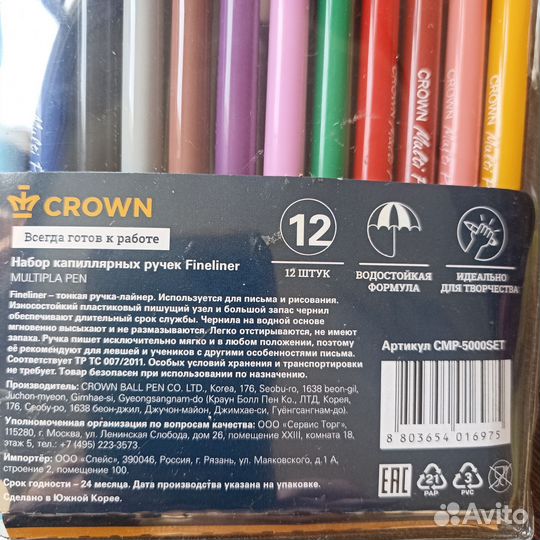 Multi P
CROWN Multi P
CROWN Multi P
Multi P
CROWN
Всегда готов к работе
Набор капиллярных ручек Fineliner
MULTIPLA PEN
12
12 ШТУК
ВОДОСТОЙКАЯ
ФОРМУЛА
ИДЕАЛЬНО
ДЛЯ ТВОРЧЕСТВА
Fineliner – тонкая ручка-лайнер. Используется для письма и рисования.
Износостойкий пластиковый пишущий узел и большой запас чернил
обеспечивают длительный срок службы. Чернила на водной основе
мгновенно высыхают и не размазываются. Легко отстирываются, не имеют
запаха. Ручка пишет исключительно мягко и в любом положении, поэтому
её рекомендуют для левшей и учеников с другими особенностями письма.
Соответствует ТР ТС 007/2011. Особых условий хранения и транспортировки
не требует. Товар безопасен при использовании по назначению.
Артикул CMP-5000SET
Производитель: CROWN BALL PEN CO. LTD., Korea, 176, Seobu-ro, 1638 beon-gil,
Juchon-myeon, Gimhae-si, Gyeongsangnam-do (Краун Болл Пен Ко., ЛТД, Корея,
176, Сеобу-ро, 1638 беон-джил, Джучон-майон, Джимхае-си, Гуёнгсангнам-до).
Уполномоченная организация по вопросам качества: ООО "Сервис Торг",
115280, г. Москва, ул. Ленинская Слобода, дом 26, помещение XXIII, комната 18,
этаж 1, тел. +7 (495) 223-3573.
Импортёр: ООО «Спейс», 390046, Россия, г. Рязань, ул. Маяковского, д.1 А,
строение 2, помещение 100.
Срок годности – 24 месяца. Дата производства указана на упаковке.
Сделано в Южной Корее.
8 803654 016975
EAC
21
PAP
3
PVC
Avito